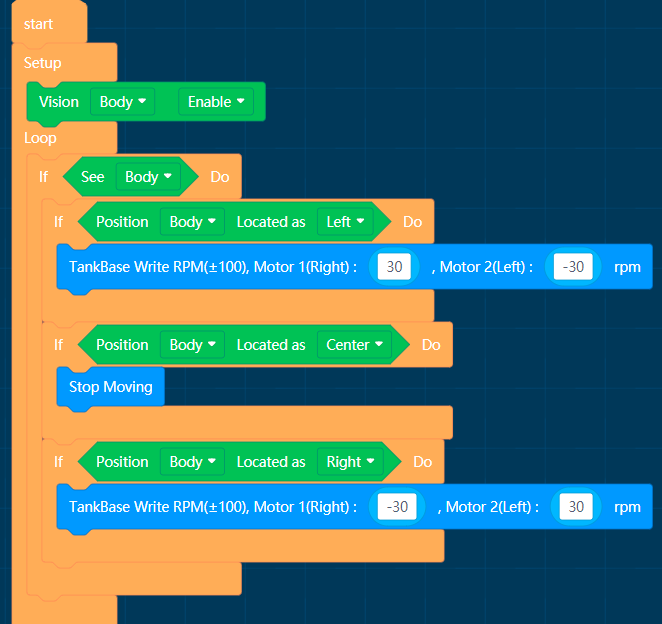 start
Setup
Vision Body Enable
Loop
If See Body Do
If Position Body Located as Left Do
TankBase Write RPM(±100), Motor 1(Right) : 30 , Motor 2(Left) : -30 rpm
If Position Body Located as Center Do
Stop Moving
If Position Body Located as Right Do
TankBase Write RPM(±100), Motor 1(Right) : -30 , Motor 2(Left) : 30 rpm